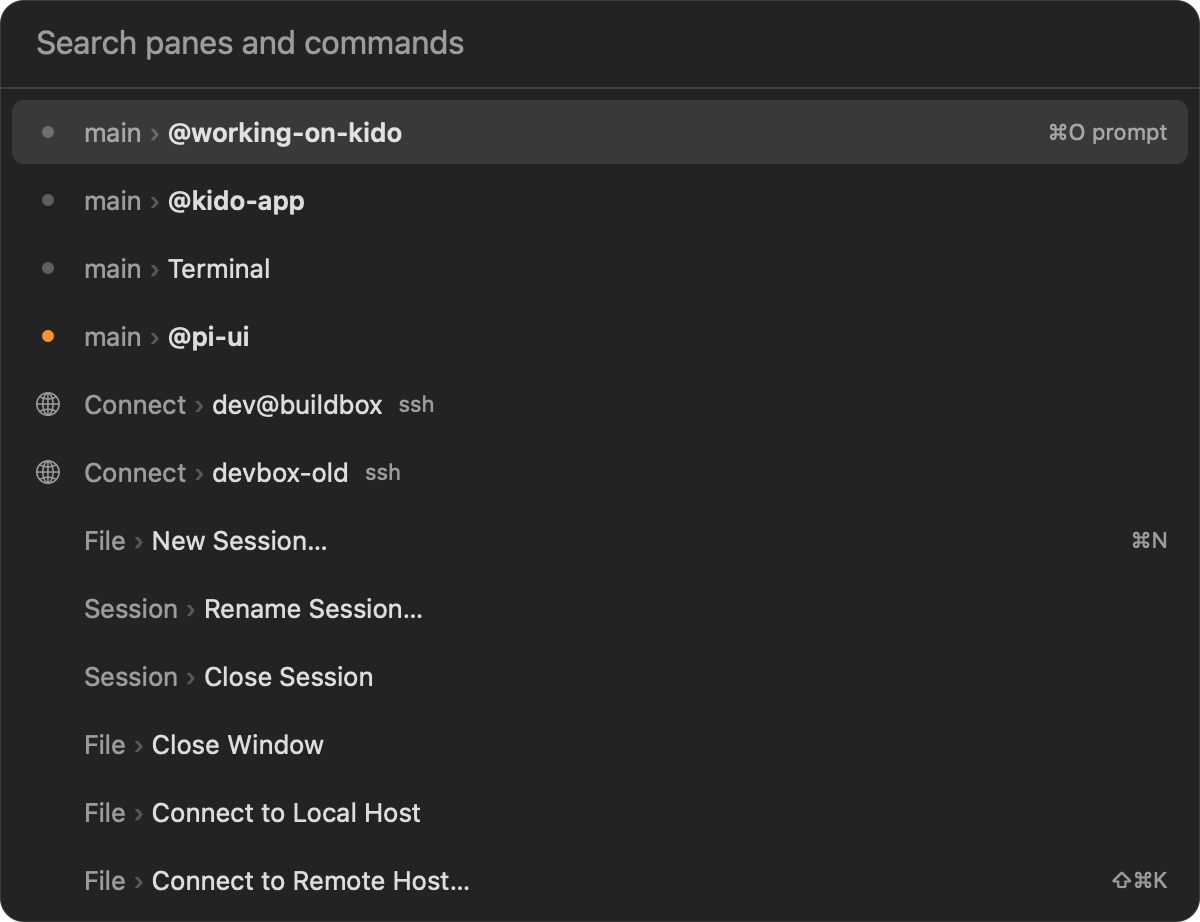 Search panes and commands
main › @working-on-kido ⌘O prompt
main › @kido-app
main › Terminal
main › @pi-ui
Connect › dev@buildbox ssh
Connect › devbox-old ssh
File › New Session... ⌘N
Session › Rename Session...
Session › Close Session
File › Close Window
File › Connect to Local Host
File › Connect to Remote Host... ⇧⌘K